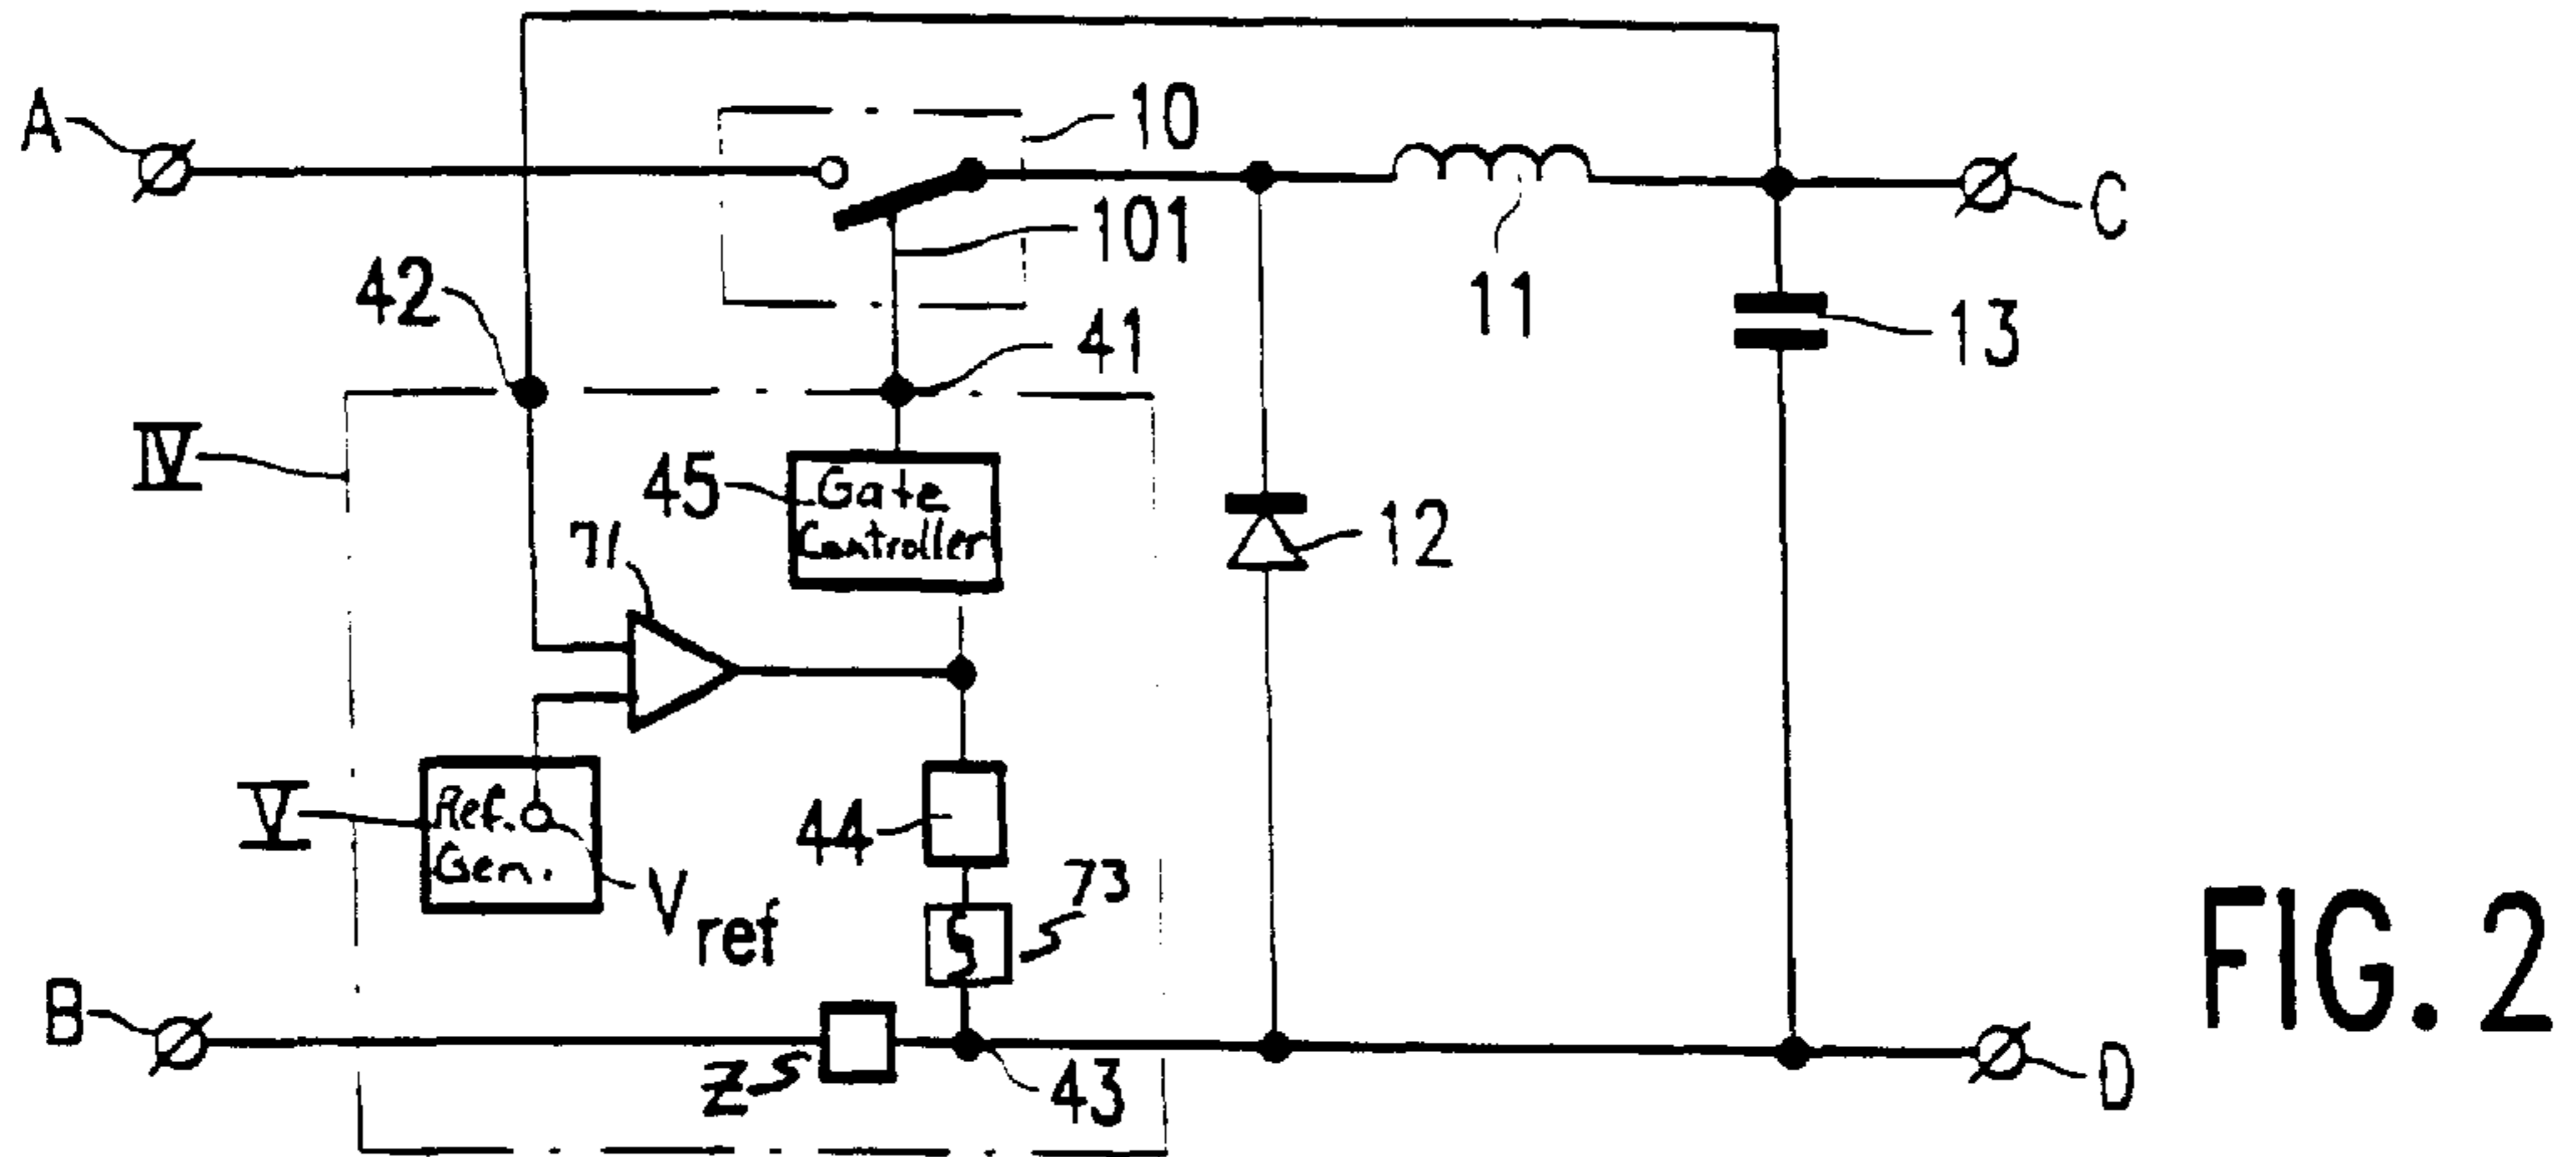 A
10
101
C
42
11
41
13
IV
45
Gate
Controller
12
71
V
Ref.
Gen.
44
Vref
73
B
ZS
43
D
FIG. 2